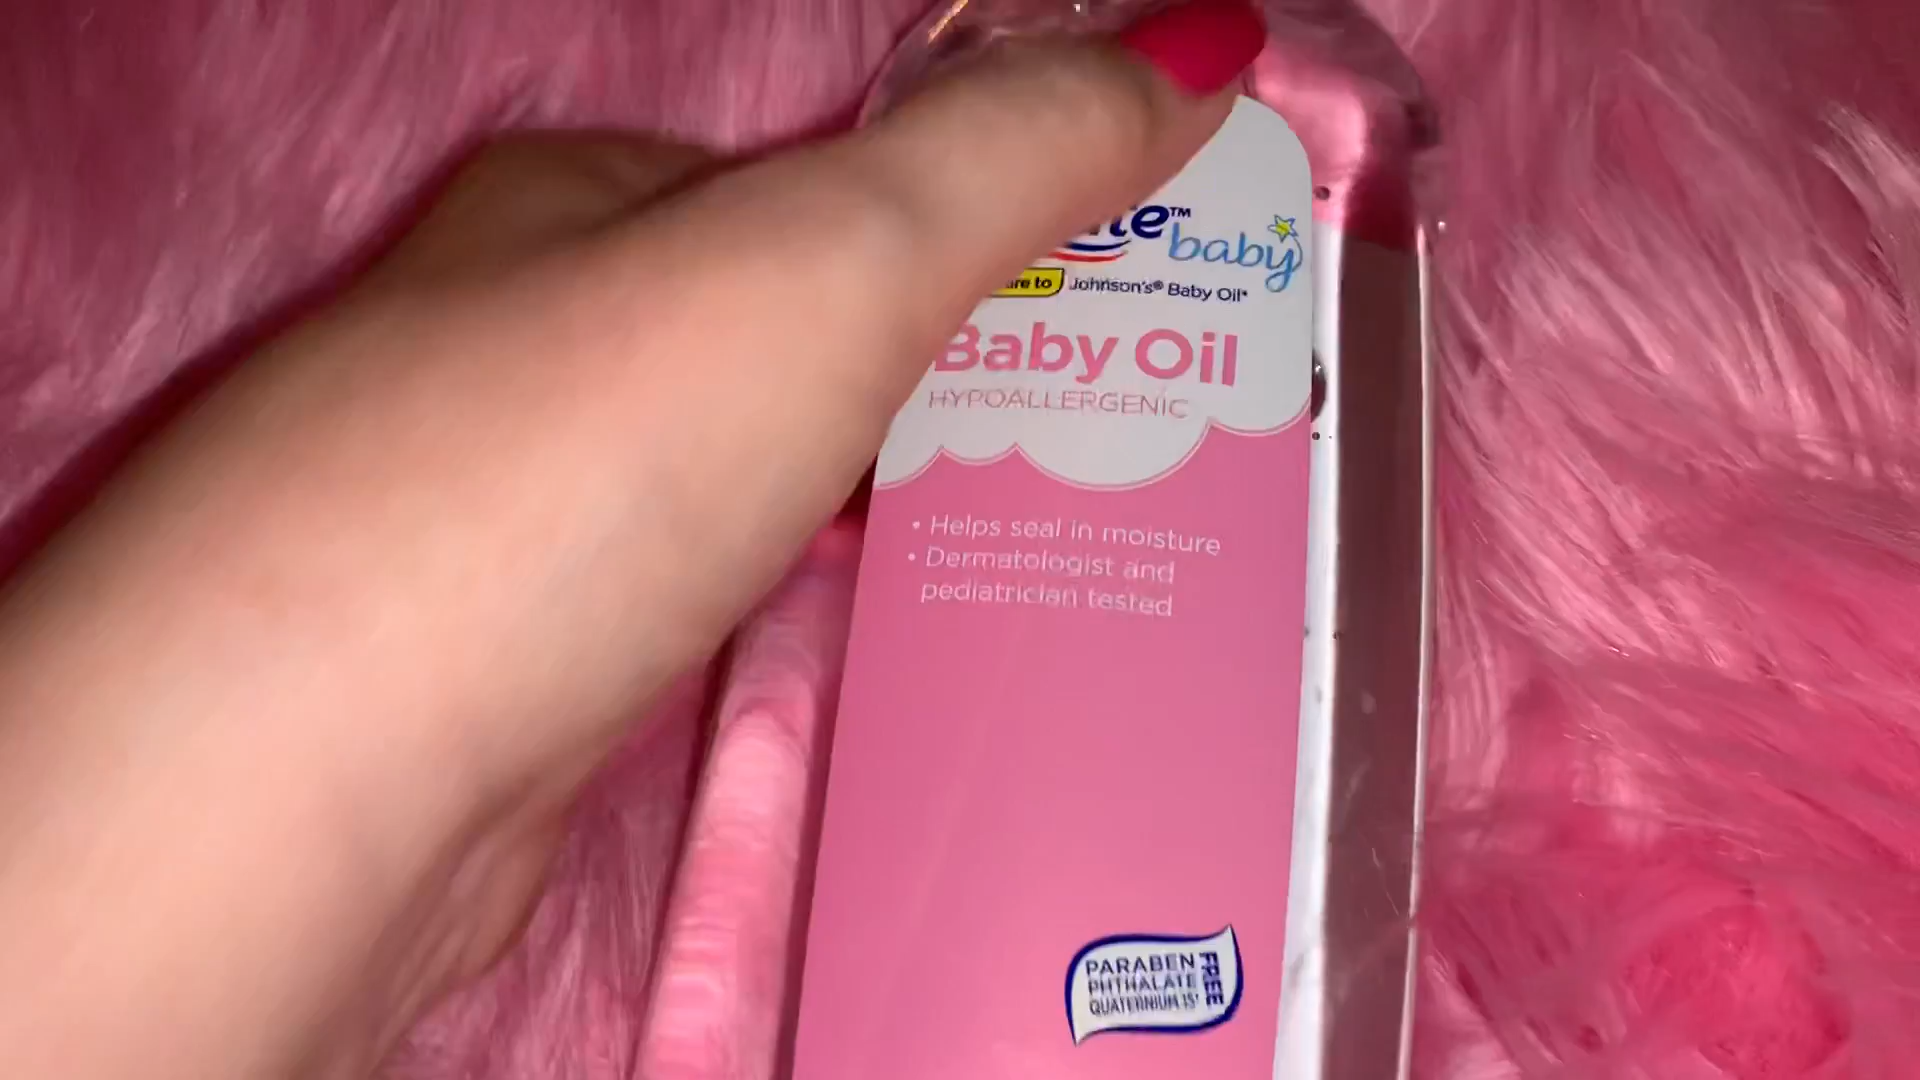 baby
Johnson's® Baby Oil*
Baby Oil
HYPOALLERGENIC
• Helps seal in moisture
• Dermatologist and
pediatrician tested
PARABEN
PHTHALATE
QUATERNIUM 15†
FREE